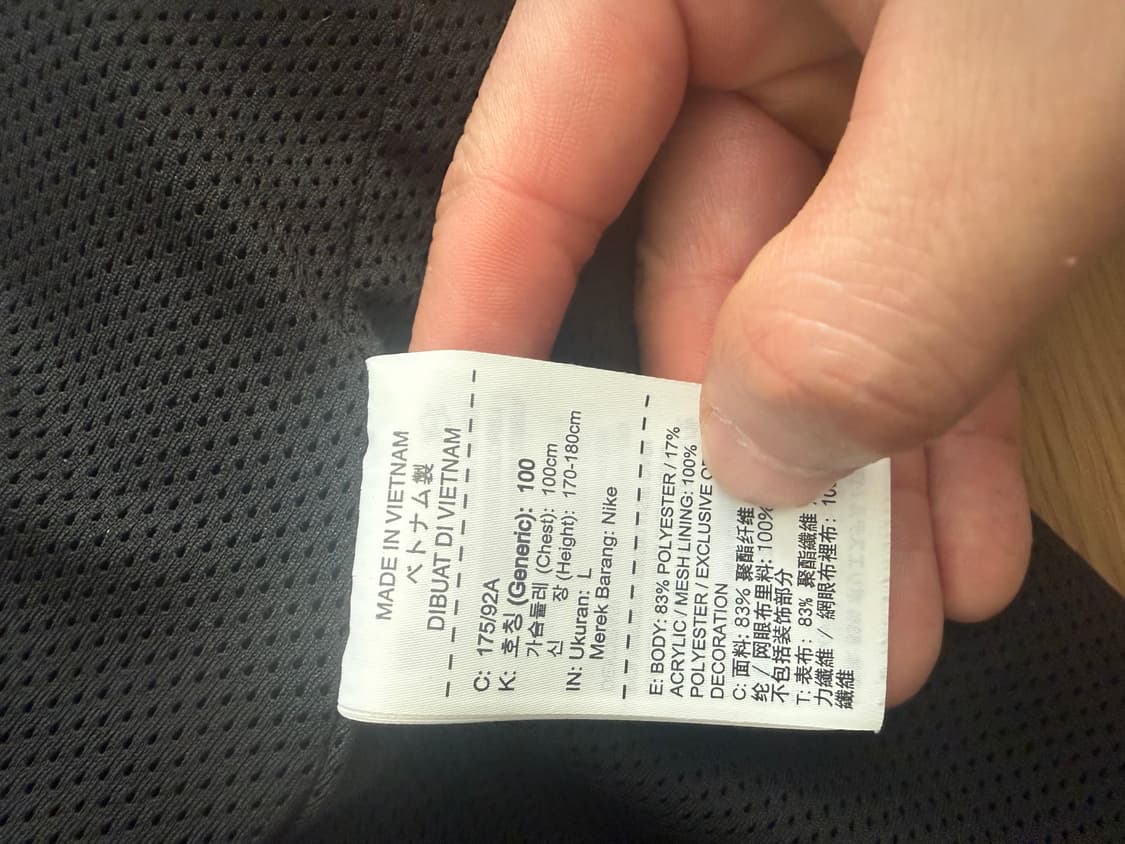 MADE IN VIETNAM
ベトナム製
DIBUAT DI VIETNAM
C: 175/92A
K: 호칭 (Generic): 100
가슴둘레 (Chest): 100cm
신 장 (Height): 170-180cm
IN: Ukuran: L
Merek Barang: Nike
E: BODY: 83% POLYESTER / 17%
ACRYLIC / MESH LINING: 100%
POLYESTER / EXCLUSIVE
DECORATION
C: 面料: 83% 聚酯纤维
纶 / 网眼布里料: 100%
不包括装饰部分
T: 表布: 83% 聚酯纖維
力纖維 / 網眼布裡布:
纖維